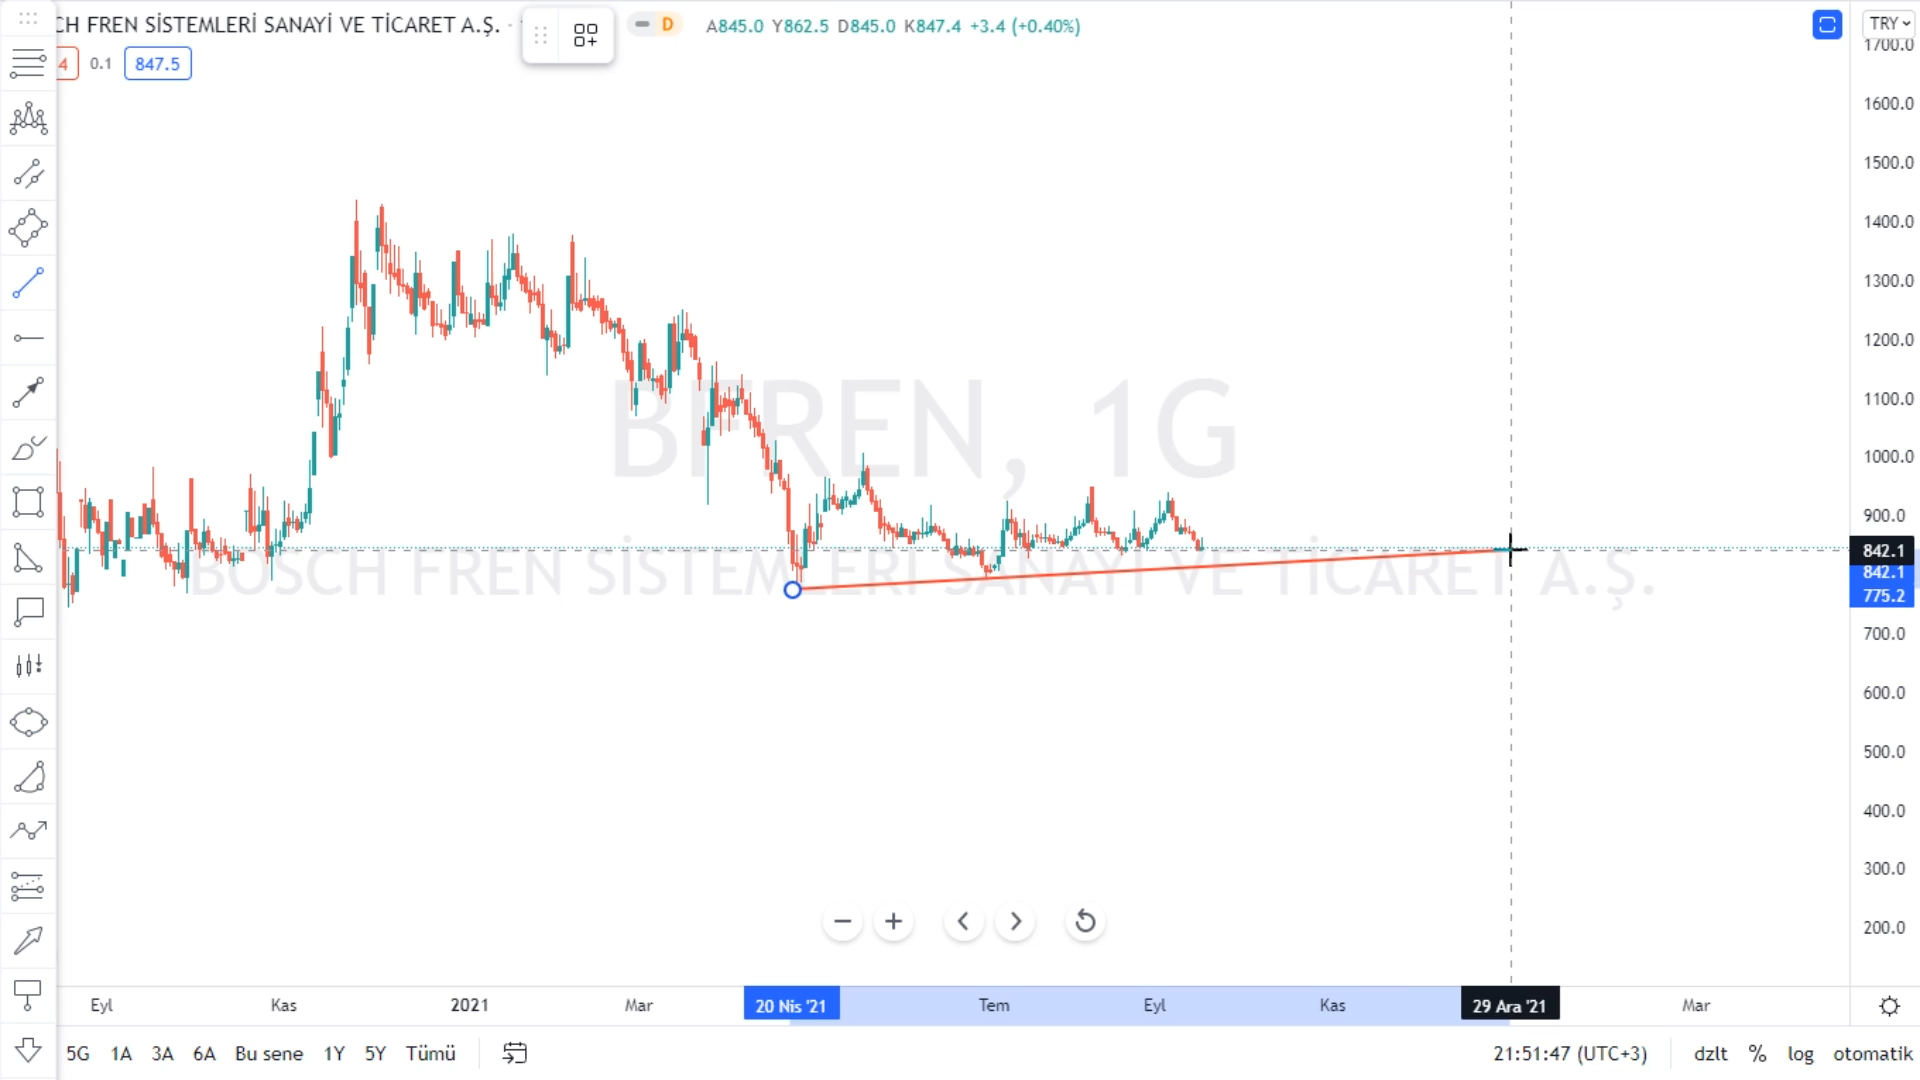 CH FREN SİSTEMLERİ SANAYİ VE TİCARET A.Ş. ·
D
A845.0 Y862.5 D845.0 K847.4 +3.4 (+0.40%)
TRY
4 0.1 847.5
1700.0
1600.0
1500.0
1400.0
1300.0
1200.0
1100.0
1000.0
900.0
842.1
842.1
775.2
700.0
600.0
500.0
400.0
300.0
200.0
BFREN, 1G
BOSCH FREN SİSTEMLERİ SANAYİ VE TİCARET A.Ş.
Eyl Kas 2021 Mar 20 Nis '21 Tem Eyl Kas 29 Ara '21 Mar
5G 1A 3A 6A Bu sene 1Y 5Y Tümü 21:51:47 (UTC+3) dzlt % log otomatik